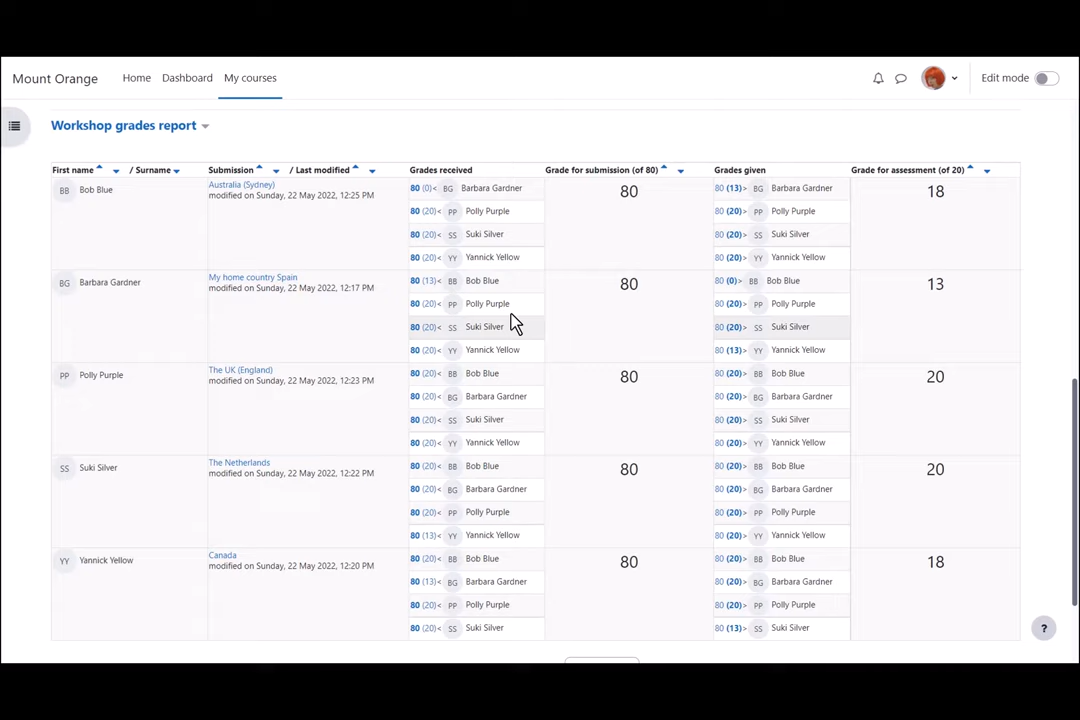 Mount Orange Home Dashboard My courses Edit mode
Workshop grades report
First name / Surname Submission / Last modified Grades received Grade for submission (of 80) Grades given Grade for assessment (of 20)
BB Bob Blue
Australia (Sydney)
modified on Sunday, 22 May 2022, 12:25 PM
80 (0)< BG Barbara Gardner
80 (20)< PP Polly Purple
80 (20)< SS Suki Silver
80 (20)< YY Yannick Yellow
80
80 (13)> BG Barbara Gardner
80 (20)> PP Polly Purple
80 (20)> SS Suki Silver
80 (20)> YY Yannick Yellow
18
BG Barbara Gardner
My home country Spain
modified on Sunday, 22 May 2022, 12:17 PM
80 (13)< BB Bob Blue
80 (20)< PP Polly Purple
80 (20)< SS Suki Silver
80 (20)< YY Yannick Yellow
80
80 (0)> BB Bob Blue
80 (20)> PP Polly Purple
80 (20)> SS Suki Silver
80 (13)> YY Yannick Yellow
13
PP Polly Purple
The UK (England)
modified on Sunday, 22 May 2022, 12:23 PM
80 (20)< BB Bob Blue
80 (20)< BG Barbara Gardner
80 (20)< SS Suki Silver
80 (20)< YY Yannick Yellow
80
80 (20)> BB Bob Blue
80 (20)> BG Barbara Gardner
80 (20)> SS Suki Silver
80 (20)> YY Yannick Yellow
20
SS Suki Silver
The Netherlands
modified on Sunday, 22 May 2022, 12:22 PM
80 (20)< BB Bob Blue
80 (20)< BG Barbara Gardner
80 (20)< PP Polly Purple
80 (13)< YY Yannick Yellow
80
80 (20)> BB Bob Blue
80 (20)> BG Barbara Gardner
80 (20)> PP Polly Purple
80 (20)> YY Yannick Yellow
20
YY Yannick Yellow
Canada
modified on Sunday, 22 May 2022, 12:20 PM
80 (20)< BB Bob Blue
80 (13)< BG Barbara Gardner
80 (20)< PP Polly Purple
80 (20)< SS Suki Silver
80
80 (20)> BB Bob Blue
80 (20)> BG Barbara Gardner
80 (20)> PP Polly Purple
80 (13)> SS Suki Silver
18
?